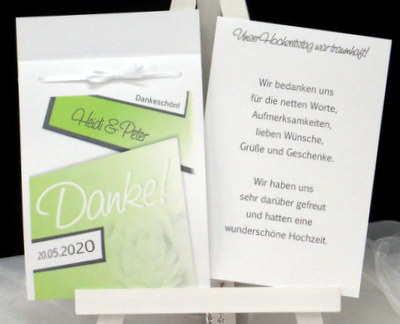 Dankeschön!
Heidi & Peter
Danke!
20.05.2020
Unser Hochzeitstag war traumhaft!
Wir bedanken uns
für die netten Worte,
Aufmerksamkeiten,
lieben Wünsche,
Grüße und Geschenke.
Wir haben uns
sehr darüber gefreut
und hatten eine
wunderschöne Hochzeit.